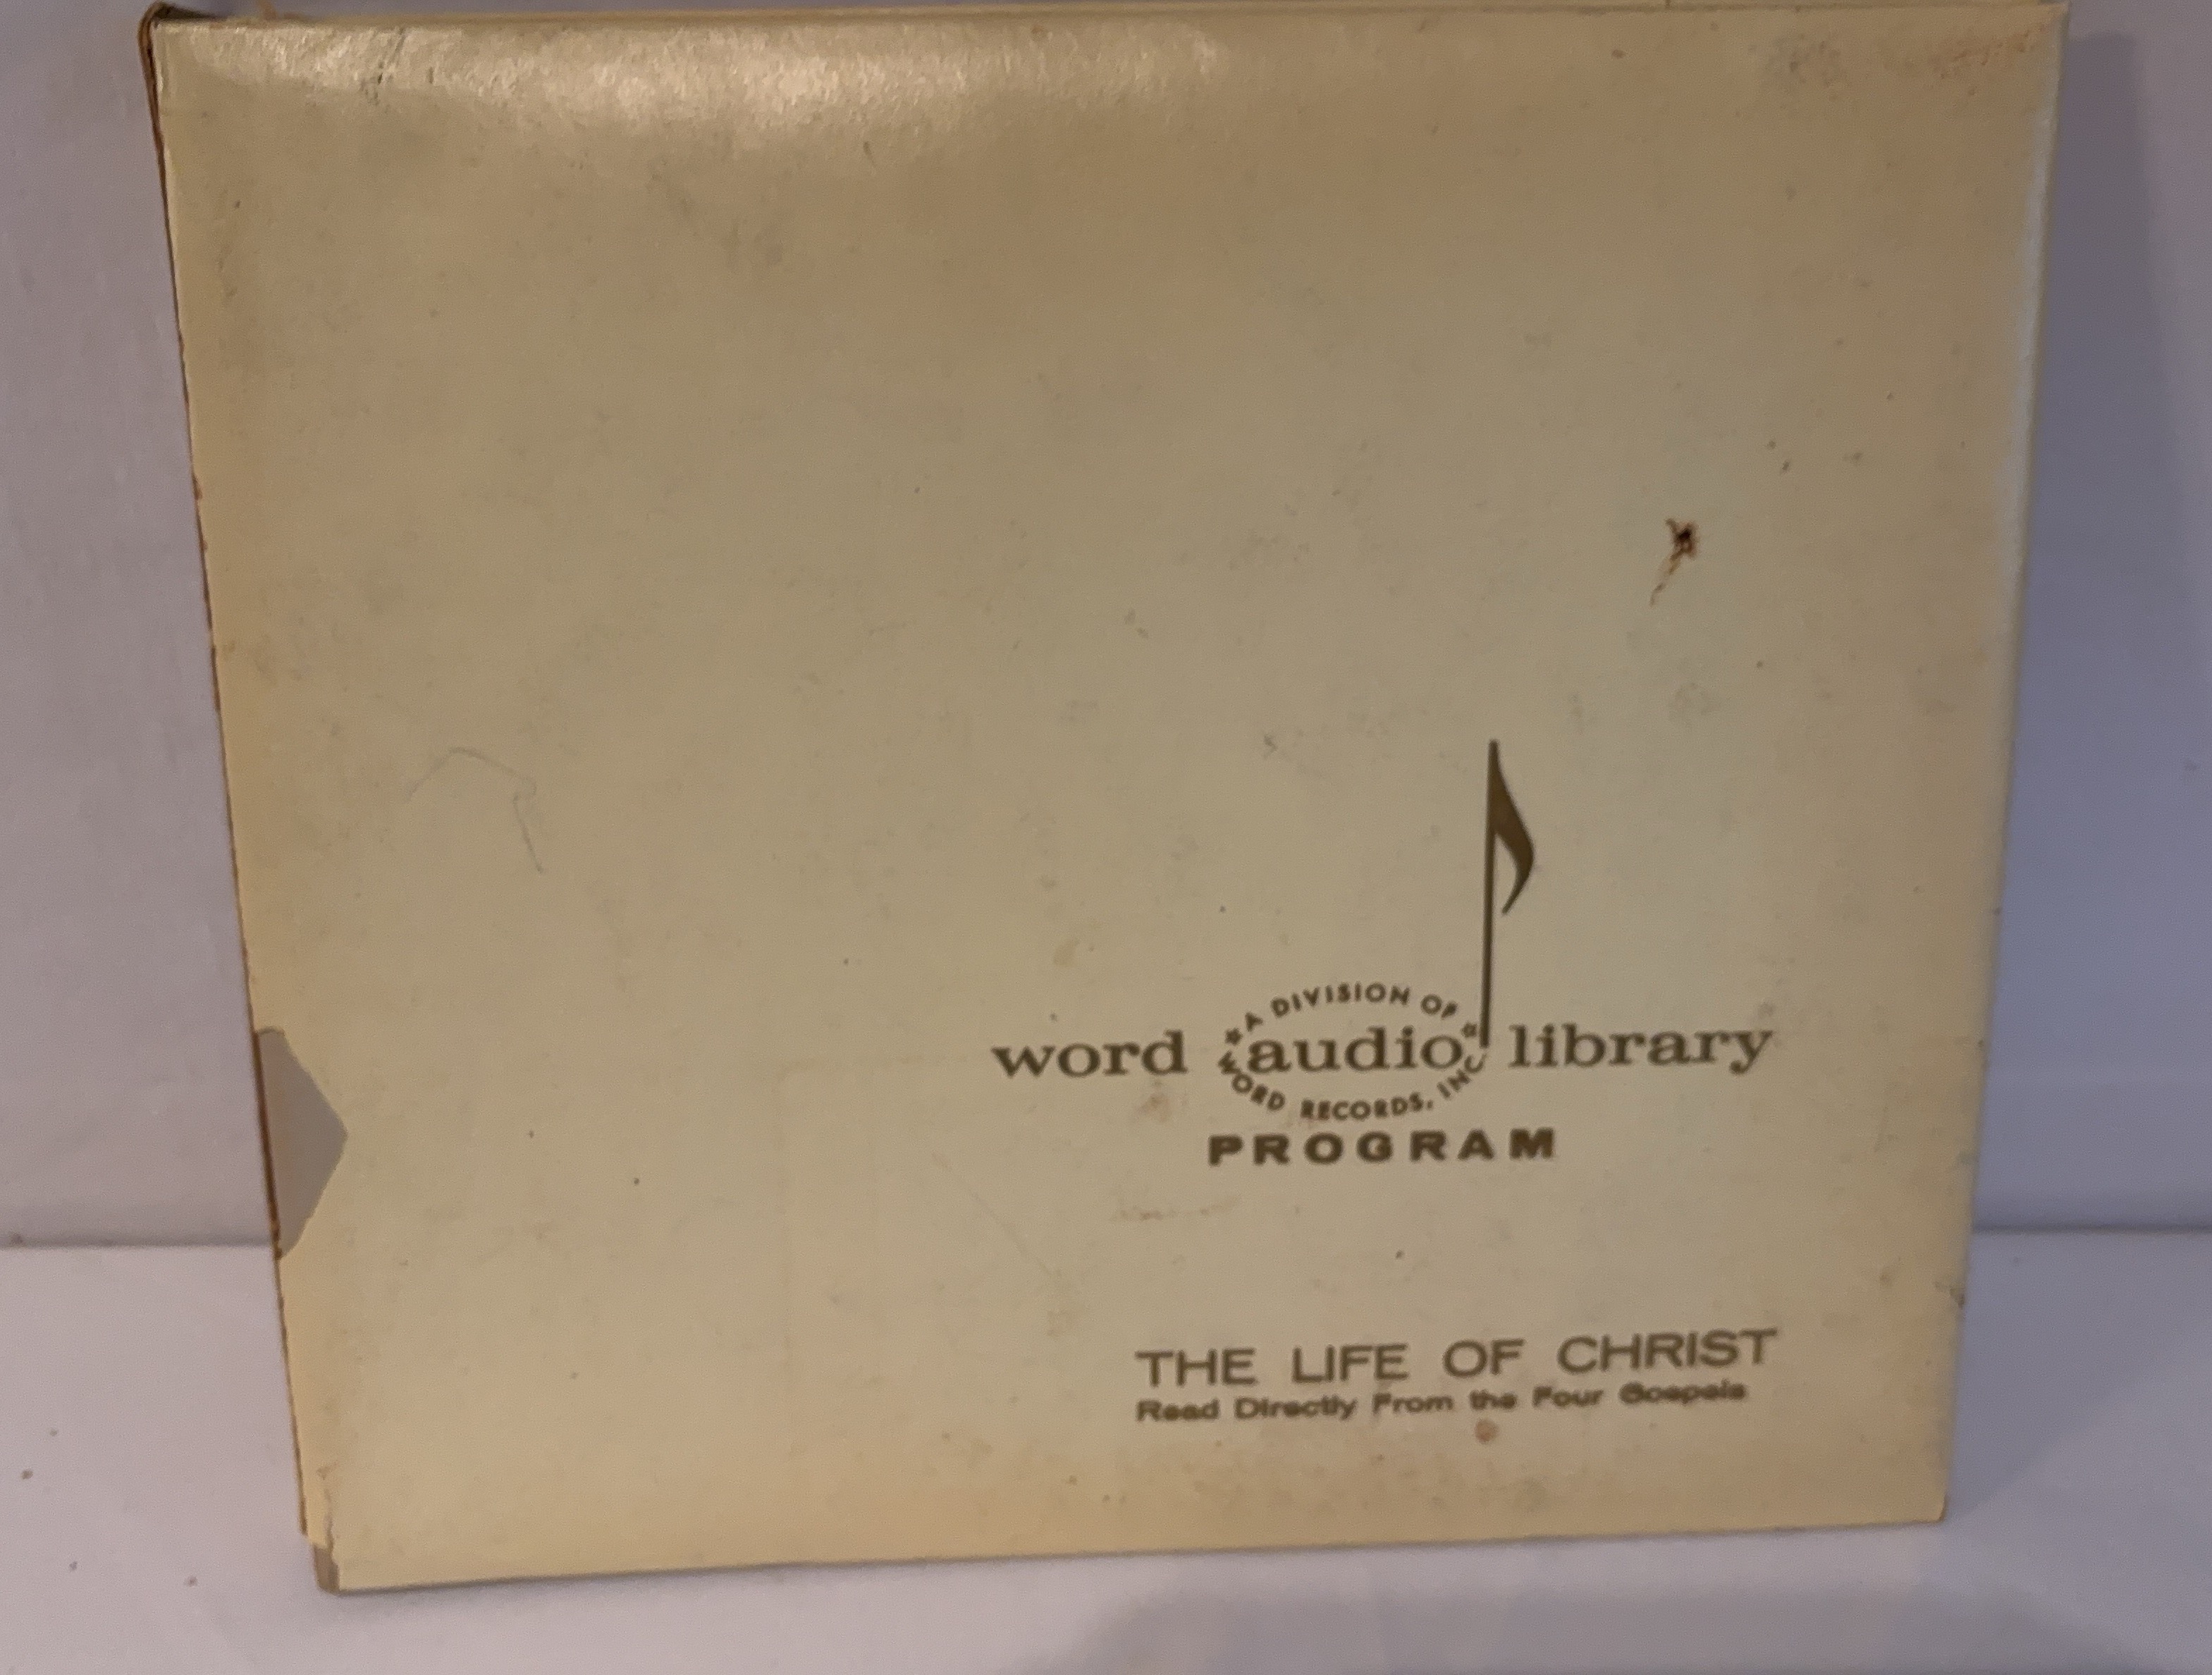 A DIVISION OF
word audio library
WORD RECORDS, INC
PROGRAM
THE LIFE OF CHRIST
Read Directly From the Four Gospels